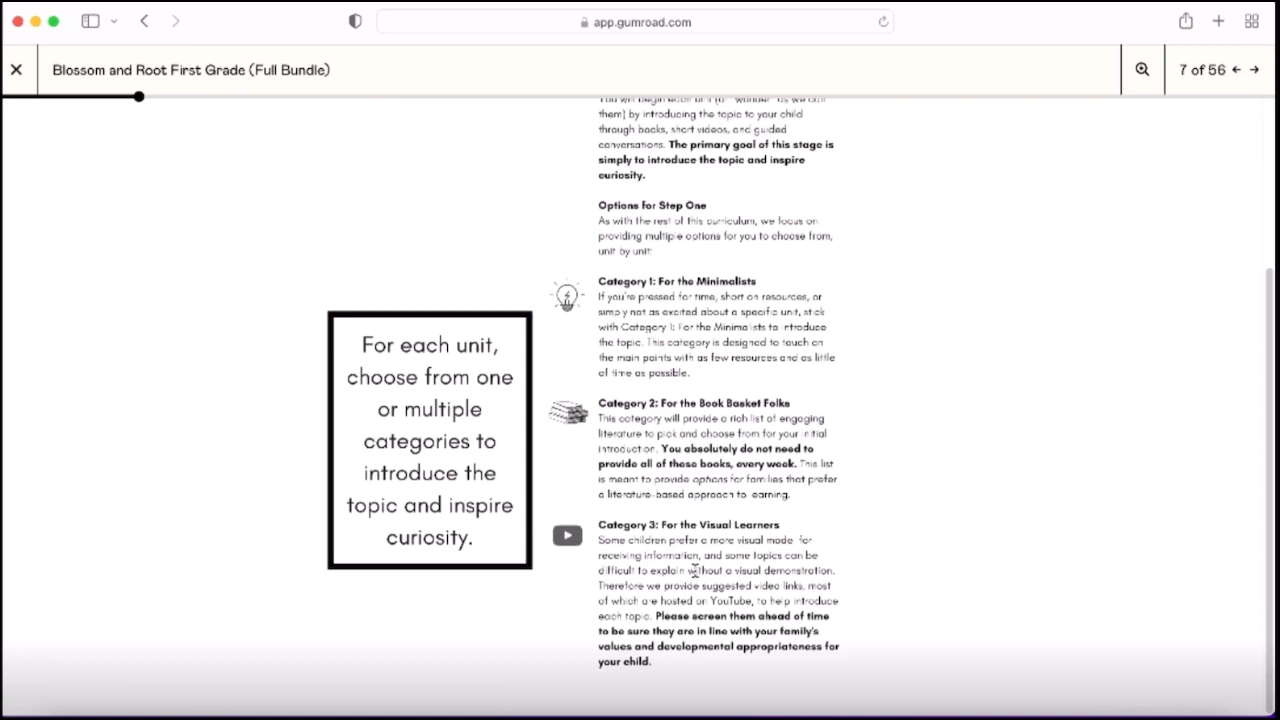 app.gumroad.com
Blossom and Root First Grade (Full Bundle)
7 of 56
You will begin each unit (or "wonder" as we call
them) by introducing the topic to your child
through books, short videos, and guided
conversations. The primary goal of this stage is
simply to introduce the topic and inspire
curiosity.
Options for Step One
As with the rest of this curriculum, we focus on
providing multiple options for you to choose from,
unit by unit:
Category 1: For the Minimalists
If you're pressed for time, short on resources, or
simply not as excited about a specific unit, stick
with Category 1: For the Minimalists to introduce
the topic. This category is designed to touch on
the main points with as few resources and as little
of time as possible.
For each unit,
choose from one
or multiple
categories to
introduce the
topic and inspire
curiosity.
Category 2: For the Book Basket Folks
This category will provide a rich list of engaging
literature to pick and choose from for your initial
introduction. You absolutely do not need to
provide all of these books, every week. This list
is meant to provide options for families that prefer
a literature-based approach to learning.
Category 3: For the Visual Learners
Some children prefer a more visual mode for
receiving information, and some topics can be
difficult to explain without a visual demonstration.
Therefore we provide suggested video links, most
of which are hosted on YouTube, to help introduce
each topic. Please screen them ahead of time
to be sure they are in line with your family's
values and developmental appropriateness for
your child.